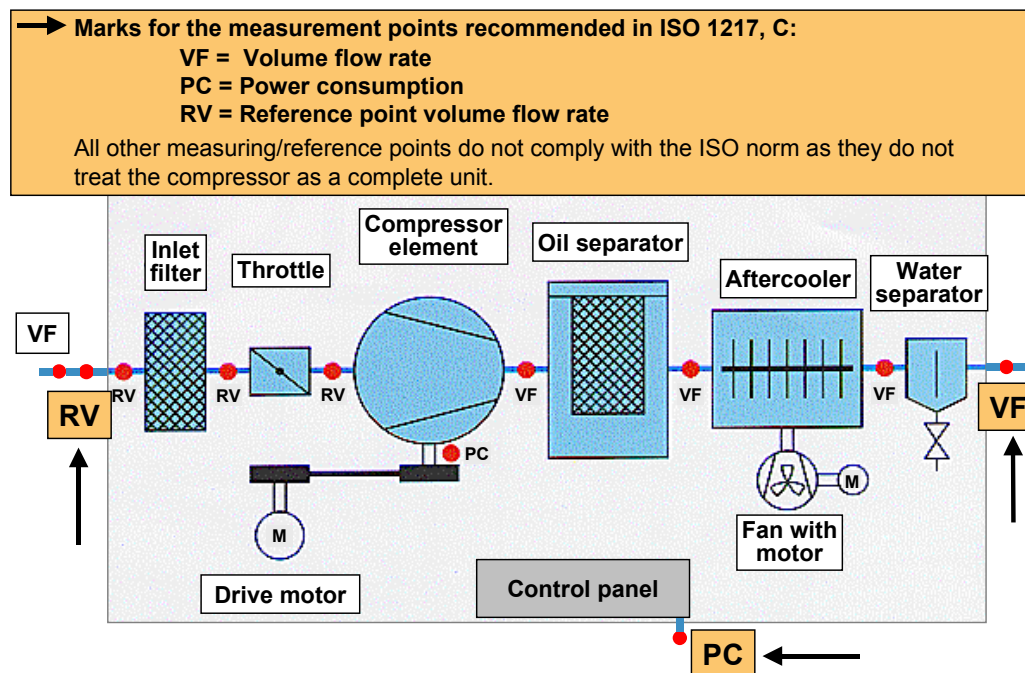 Marks for the measurement points recommended in ISO 1217, C:
VF = Volume flow rate
PC = Power consumption
RV = Reference point volume flow rate
All other measuring/reference points do not comply with the ISO norm as they do not
treat the compressor as a complete unit.
Inlet
filter
Throttle
Compressor
element
Oil separator
Aftercooler
Water
separator
VF
RV
RV
RV
RV
VF
VF
VF
VF
PC
M
Drive motor
M
Fan with
motor
Control panel
PC